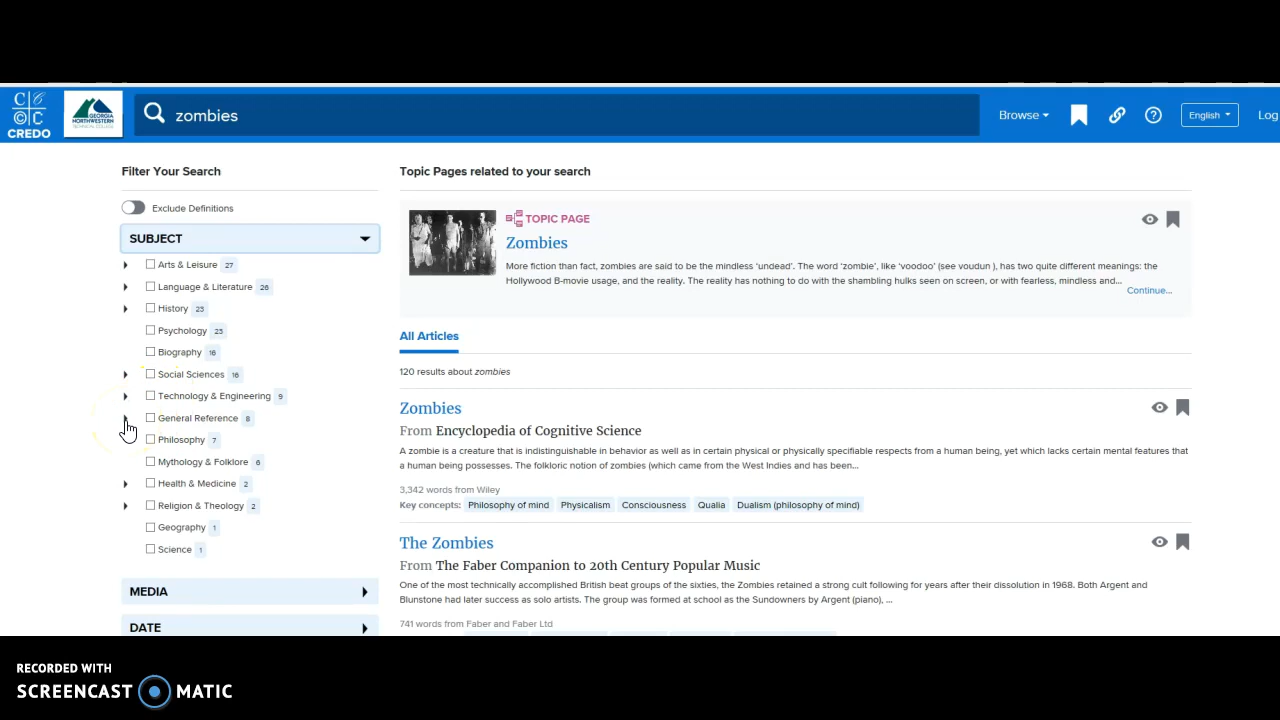 C C
© C
CREDO
GEORGIA
NORTHWESTERN
TECHNICAL COLLEGE
zombies
Browse
English
Log
Filter Your Search
Exclude Definitions
SUBJECT
Arts & Leisure 27
Language & Literature 26
History 23
Psychology 23
Biography 16
Social Sciences 16
Technology & Engineering 9
General Reference 8
Philosophy 7
Mythology & Folklore 6
Health & Medicine 2
Religion & Theology 2
Geography 1
Science 1
MEDIA
DATE
Topic Pages related to your search
TOPIC PAGE
Zombies
More fiction than fact, zombies are said to be the mindless 'undead'. The word 'zombie', like 'voodoo' (see voudun ), has two quite different meanings: the
Hollywood B-movie usage, and the reality. The reality has nothing to do with the shambling hulks seen on screen, or with fearless, mindless and...
Continue...
All Articles
120 results about zombies
Zombies
From Encyclopedia of Cognitive Science
A zombie is a creature that is indistinguishable in behavior as well as in certain physical or physically specifiable respects from a human being, yet which lacks certain mental features that
a human being possesses. The folkloric notion of zombies (which came from the West Indies and has been...
3,342 words from Wiley
Key concepts: Philosophy of mind Physicalism Consciousness Qualia Dualism (philosophy of mind)
The Zombies
From The Faber Companion to 20th Century Popular Music
One of the most technically accomplished British beat groups of the sixties, the Zombies retained a strong cult following for years after their dissolution in 1968. Both Argent and
Blunstone had later success as solo artists. The group was formed at school as the Sundowners by Argent (piano), ...
741 words from Faber and Faber Ltd
RECORDED WITH
SCREENCAST MATIC